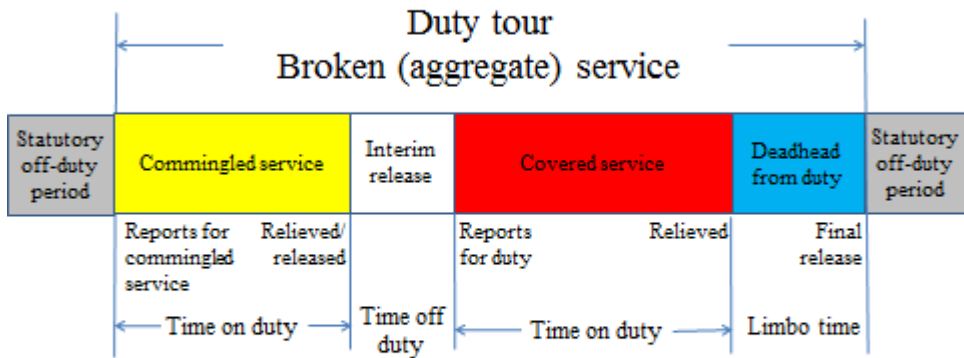 Duty tour
Broken (aggregate) service
Statutory
off-duty
period
Commingled service
Interim
release
Covered service
Deadhead
from duty
Statutory
off-duty
period
Reports for
commingled
service
Relieved/
released
Reports
for duty
Relieved
Final
release
Time on duty
Time off
duty
Time on duty
Limbo time